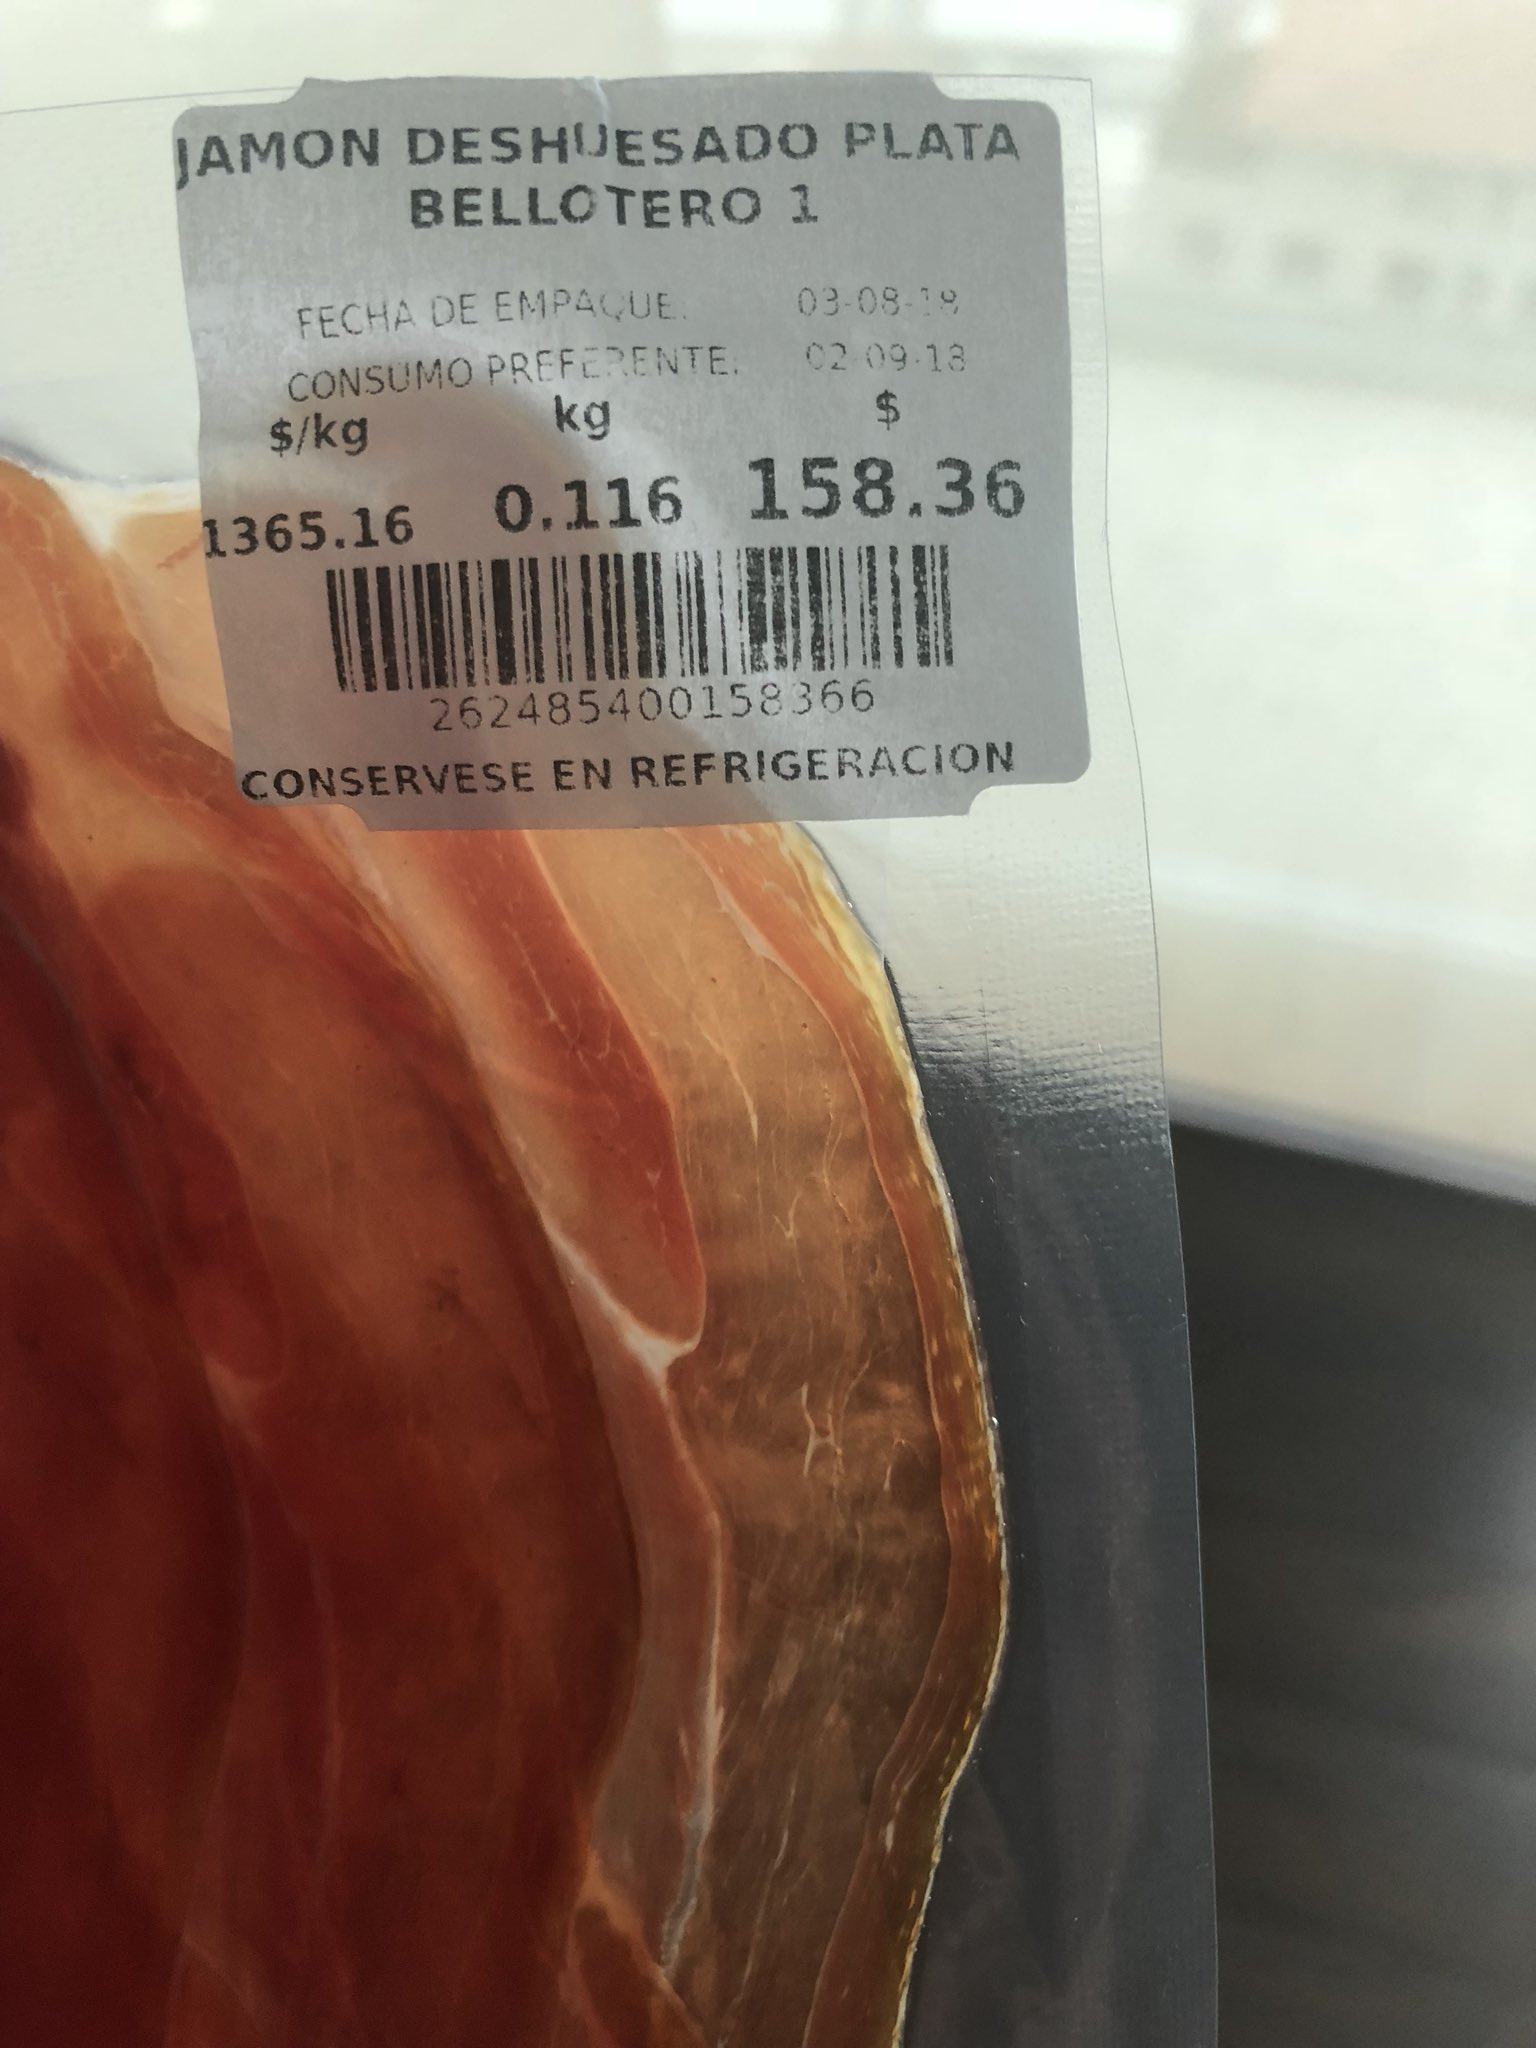 JAMON DESHUESADO PLATA
BELLOTERO 1
FECHA DE EMPAQUE: 03-08-18
CONSUMO PREFERENTE: 02-09-18
$/kg kg $
1365.16 0.116 158.36
262485400158366
CONSERVESE EN REFRIGERACION